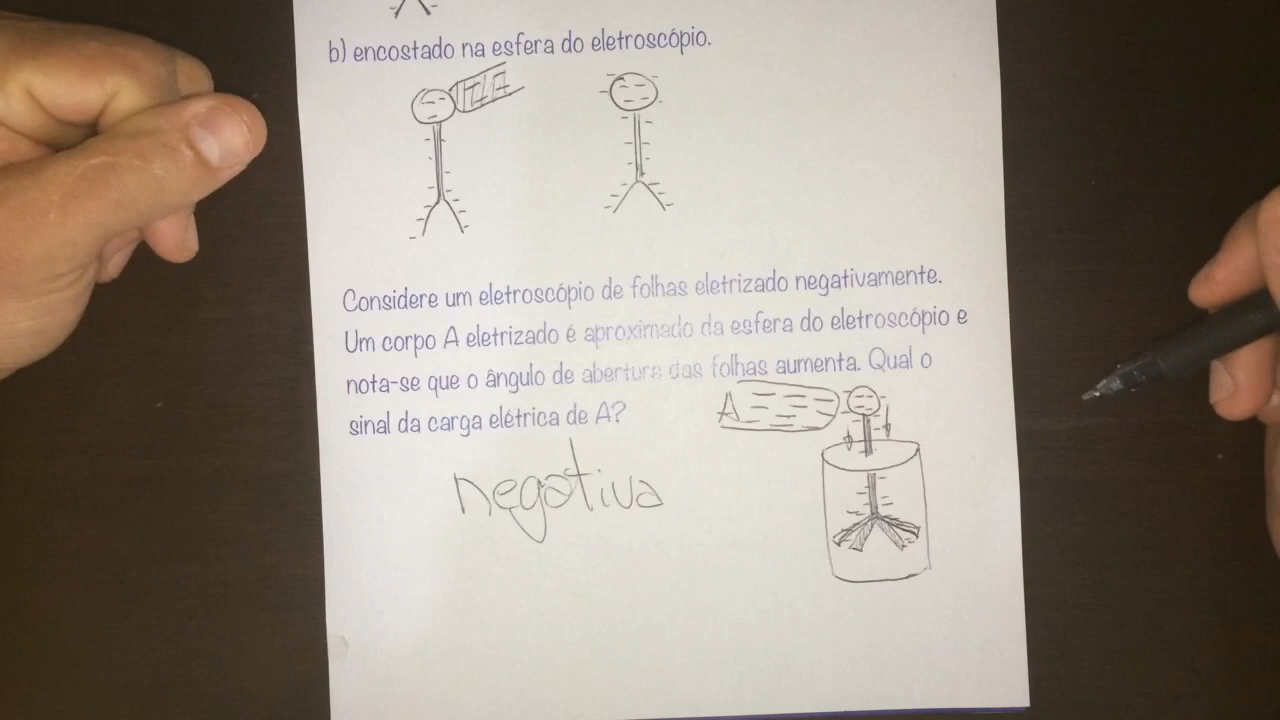 b) encostado na esfera do eletroscópio.
Considere um eletroscópio de folhas eletrizado negativamente.
Um corpo A eletrizado é aproximado da esfera do eletroscópio e
nota-se que o ângulo de abertura das folhas aumenta. Qual o
sinal da carga elétrica de A?
A
negativa